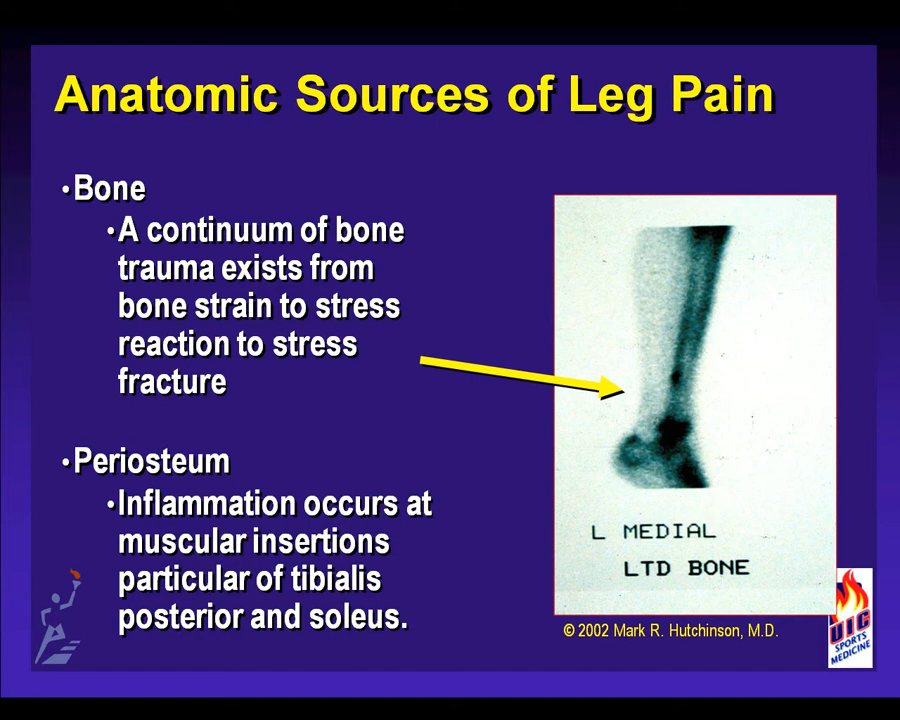 Anatomic Sources of Leg Pain
•Bone
•A continuum of bone
trauma exists from
bone strain to stress
reaction to stress
fracture
•Periosteum
•Inflammation occurs at
muscular insertions
particular of tibialis
posterior and soleus.
L MEDIAL
LTD BONE
© 2002 Mark R. Hutchinson, M.D.
UIC
SPORTS
MEDICINE